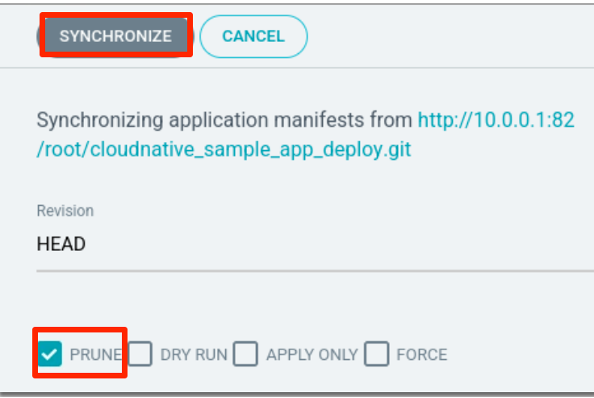 SYNCHRONIZE CANCEL
Synchronizing application manifests from http://10.0.0.1:82
/root/cloudnative_sample_app_deploy.git
Revision
HEAD
PRUNE DRY RUN APPLY ONLY FORCE